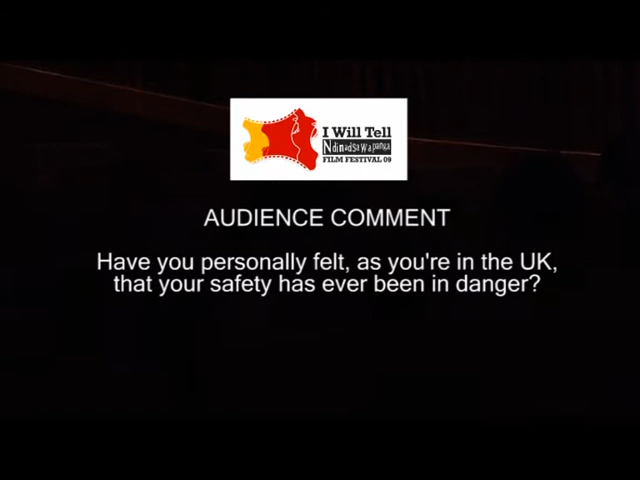 I Will Tell
Ndinadsawapanga
FILM FESTIVAL 09
AUDIENCE COMMENT
Have you personally felt, as you're in the UK,
that your safety has ever been in danger?